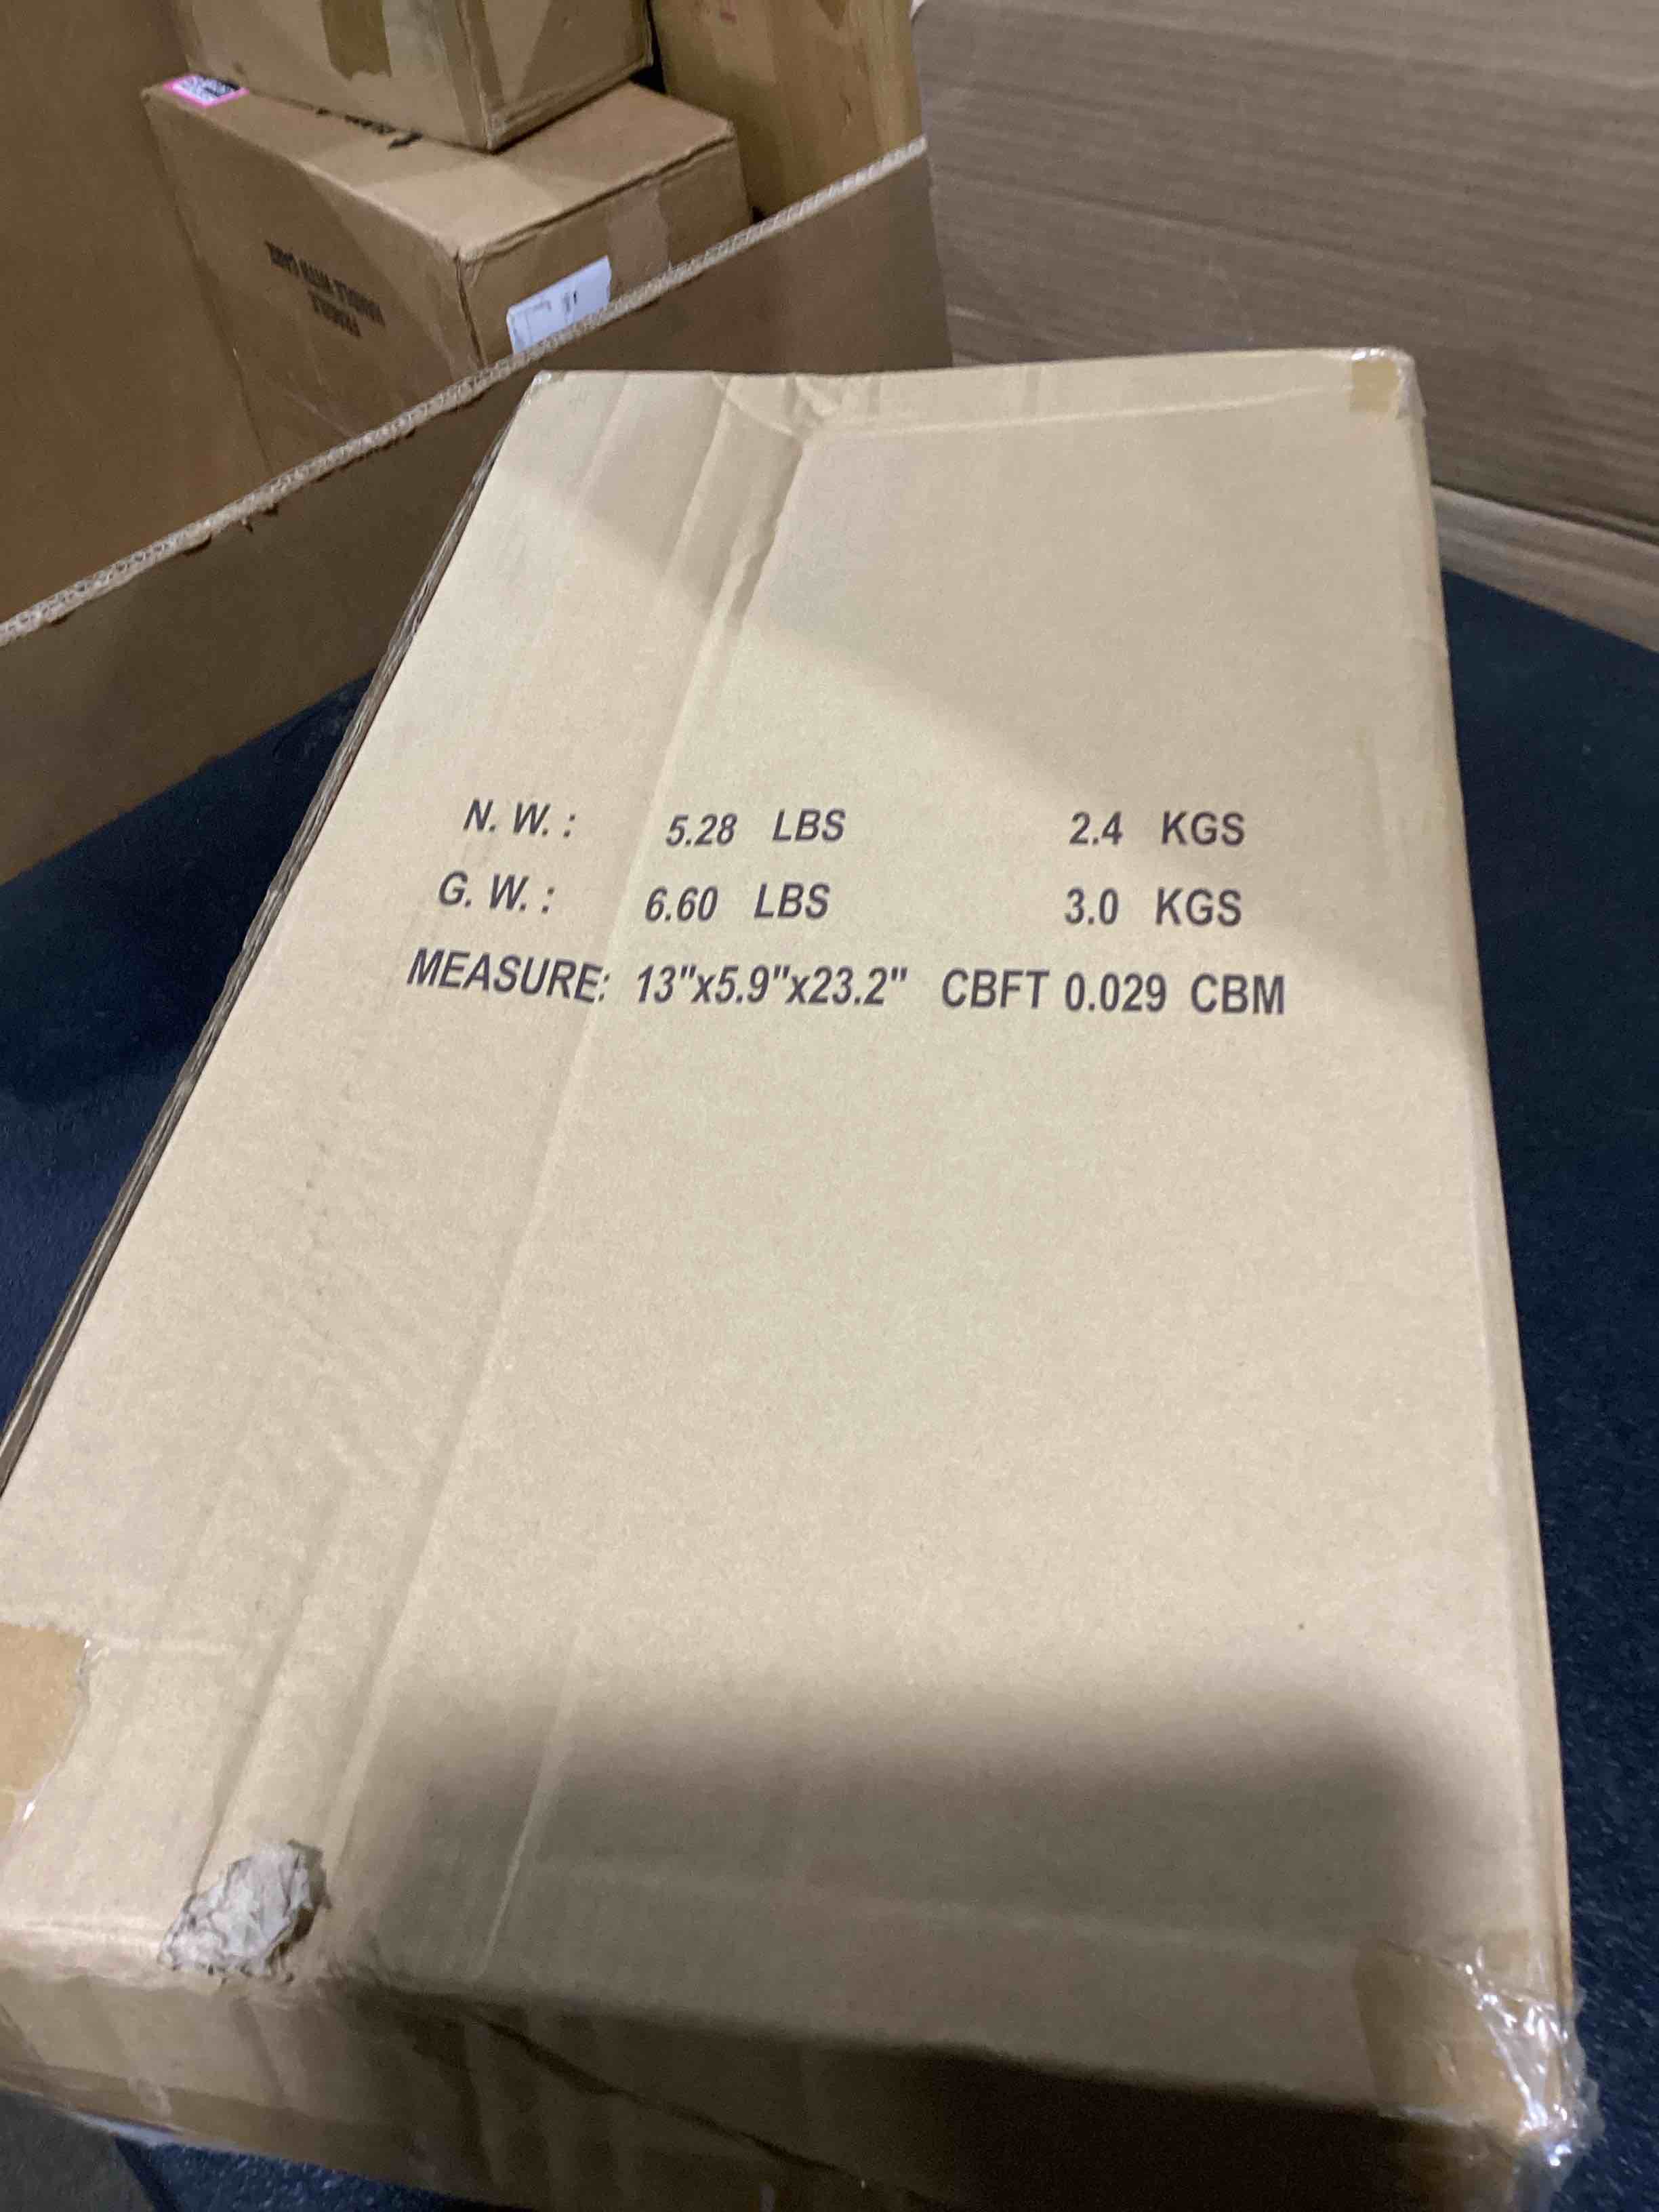 N. W. : 5.28 LBS 2.4 KGS
G. W. : 6.60 LBS 3.0 KGS
MEASURE: 13"x5.9"x23.2" CBFT 0.029 CBM